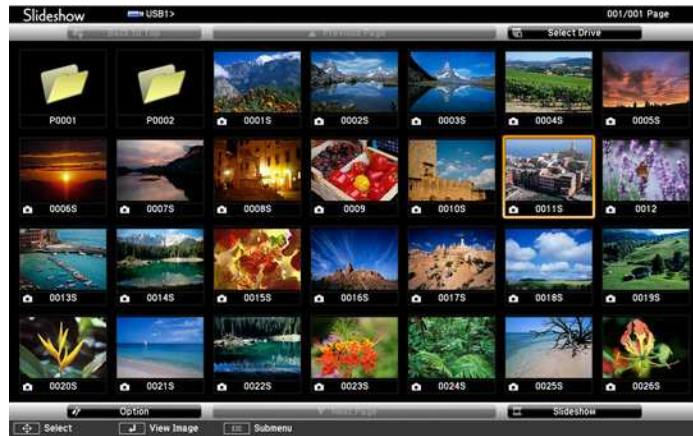 Slideshow USB1> 001/001 Page
Back to Top Previous Page Select Drive
P0001 P0002 0001S 0002S 0003S 0004S 0005S
0006S 0007S 0008S 0009 0010S 0011S 0012
0013S 0014S 0015S 0016S 0017S 0018S 0019S
0020S 0021S 0022S 0023S 0024S 0025S 0026S
Option Next Page Slideshow
Select View Image Esc Submenu